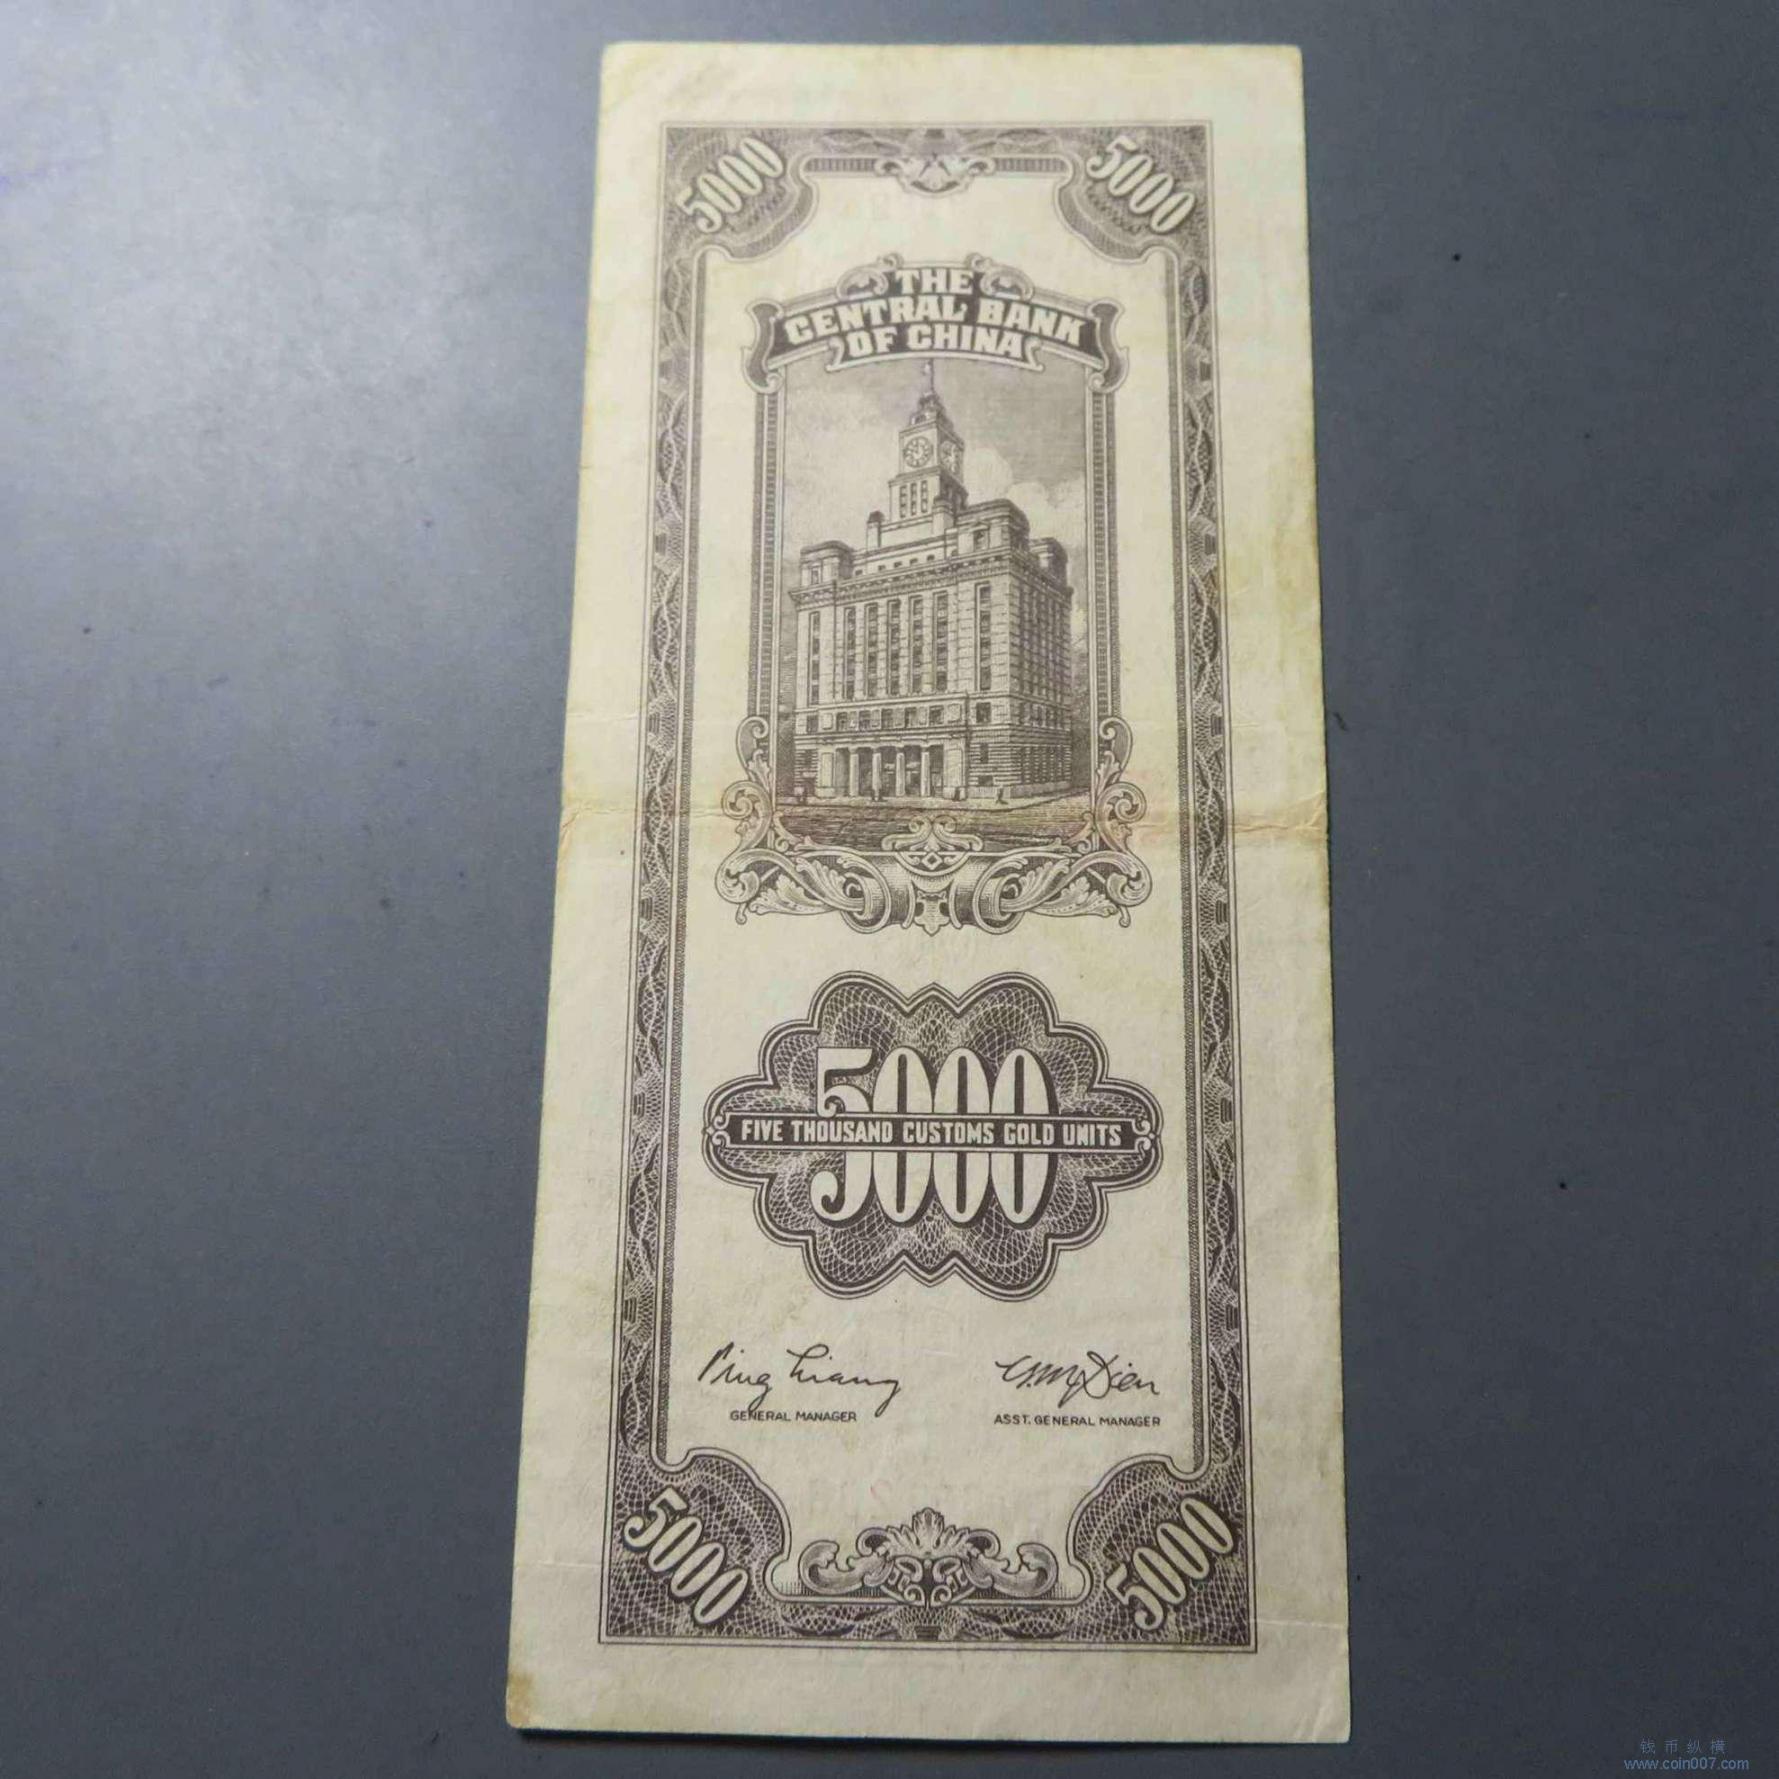 5000 5000
THE
CENTRAL BANK
OF CHINA
5000
FIVE THOUSAND CUSTOMS GOLD UNITS
GENERAL MANAGER ASST. GENERAL MANAGER
5000 5000
钱币纵横
www.coin007.com